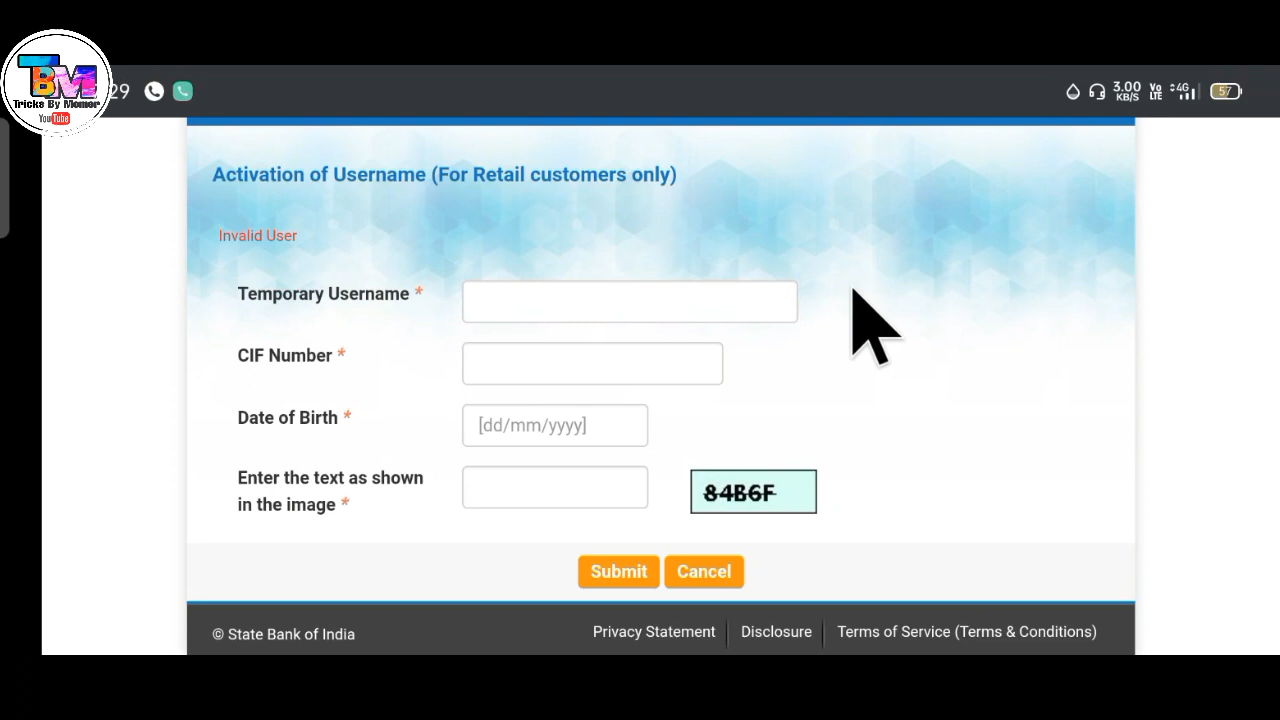 TBM
Tricks By Momer
YouTube
29
3.00
KB/S
Vo
LTE
4G
57
Activation of Username (For Retail customers only)
Invalid User
Temporary Username *
CIF Number *
Date of Birth *
[dd/mm/yyyy]
Enter the text as shown
in the image *
84B6F
Submit Cancel
© State Bank of India
Privacy Statement Disclosure Terms of Service (Terms & Conditions)